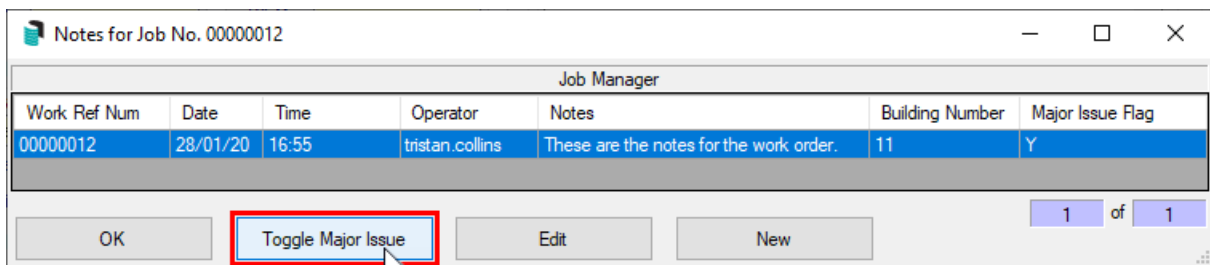 Notes for Job No. 00000012
Job Manager
Work Ref Num Date Time Operator Notes Building Number Major Issue Flag
00000012 28/01/20 16:55 tristan.collins These are the notes for the work order. 11 Y
1 of 1
OK Toggle Major Issue Edit New